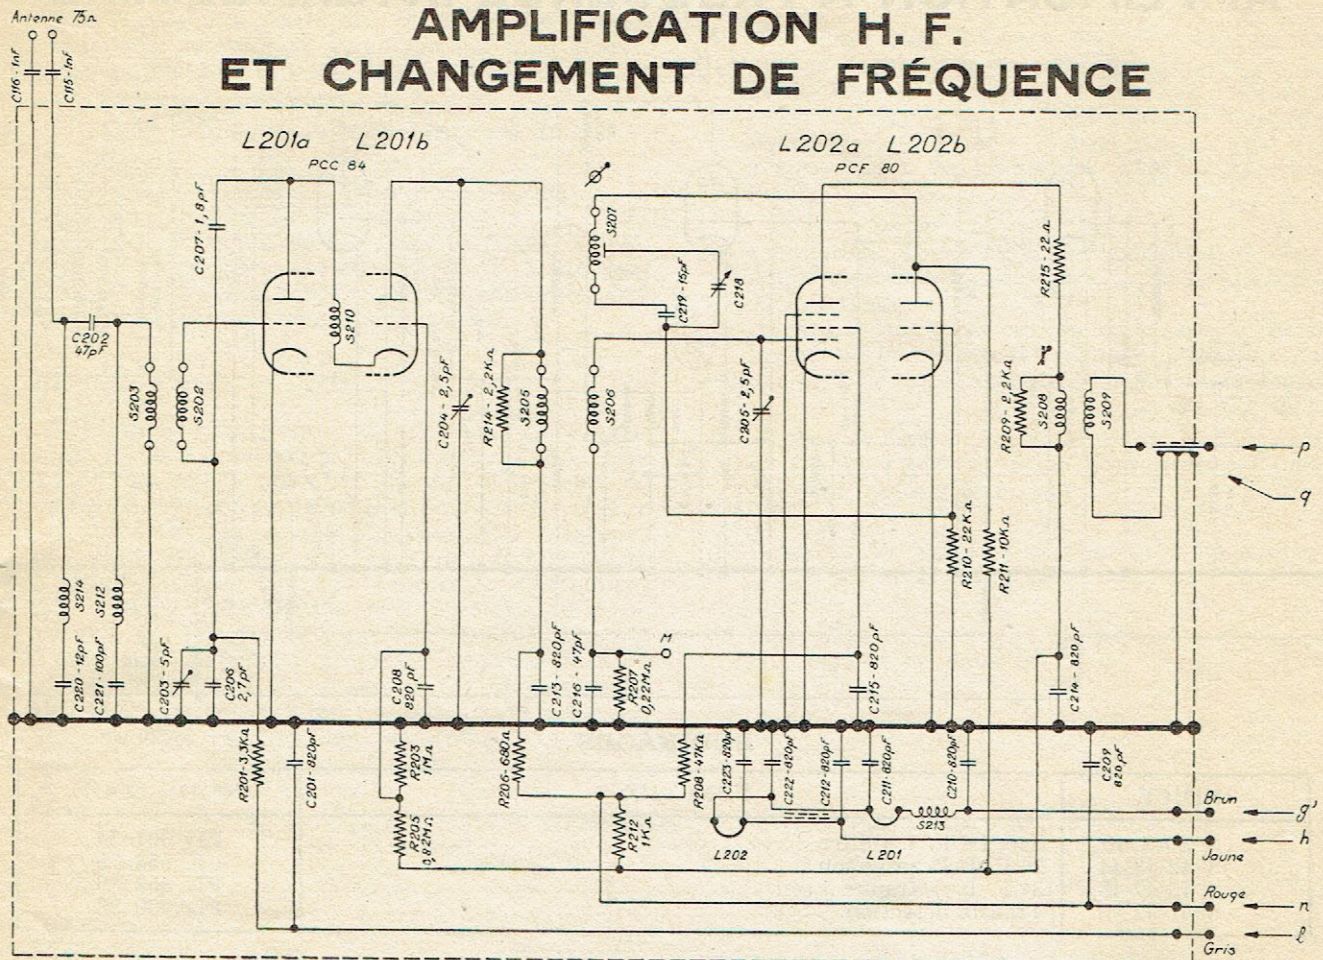 Antenne 75Ω
AMPLIFICATION H. F.
ET CHANGEMENT DE FRÉQUENCE
C116-1nF
C115-1nF
L201a L201b
PCC 84
L202a L202b
PCF 80
C207-1,8pF
S207
C219-15pF
C218
R215-22Ω
C202
47pF
S203
S202
S210
C204-2,5pF
R214-2,2KΩ
S205
S206
C205-2,5pF
R209-2,2KΩ
S208
S209
p
q
R210-22KΩ
R211-10KΩ
S214
S212
C220-12pF
C221-100pF
C203-5pF
C206
2,7pF
C208
820pF
C213-820pF
C216-47pF
R207
0,22MΩ
M
C215-820pF
C214-820pF
R201-3,3KΩ
C201-820pF
R203
1MΩ
R205
0,82MΩ
R206-680Ω
R212
1KΩ
R208-47KΩ
C223-820pF
C222-820pF
C212-820pF
C211-820pF
C210-820pF
C209
820pF
L202
L201
S213
Brun
g'
h
Jaune
Rouge
n
l
Gris